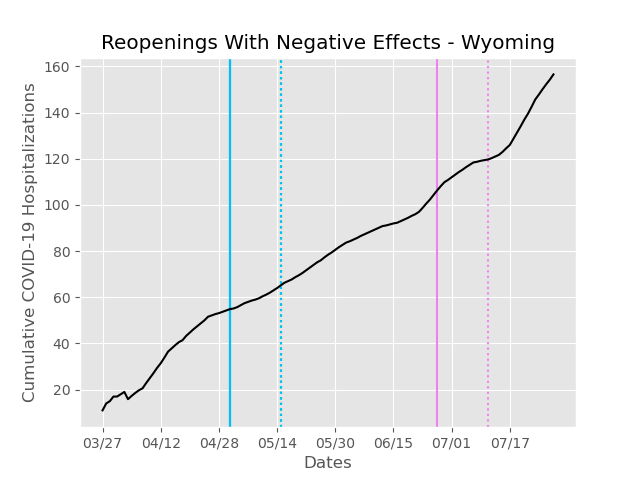 Reopenings With Negative Effects - Wyoming
Cumulative COVID-19 Hospitalizations
160
140
120
100
80
60
40
20
03/27 04/12 04/28 05/14 05/30 06/15 07/01 07/17
Dates